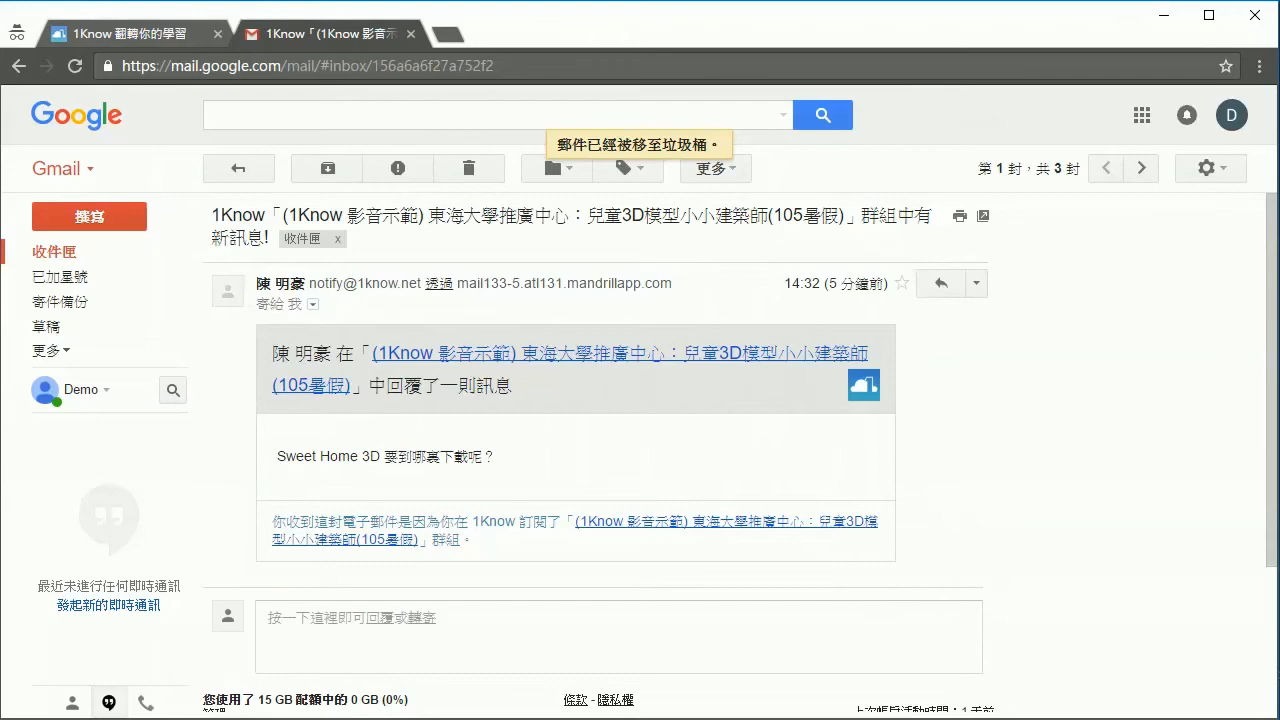 1Know 翻轉你的學習
1Know「(1Know 影音示
https://mail.google.com/mail/#inbox/156a6a6f27a752f2
Google
D
郵件已經被移至垃圾桶。
Gmail
更多
第 1 封，共 3 封
撰寫
1Know「(1Know 影音示範) 東海大學推廣中心：兒童3D模型小小建築師(105暑假)」群組中有
新訊息! 收件匣 x
收件匣
已加星號
寄件備份
草稿
更多
Demo
陳 明豪 notify@1know.net 透過 mail133-5.atl131.mandrillapp.com
14:32 (5 分鐘前)
寄給 我
陳 明豪 在「(1Know 影音示範) 東海大學推廣中心：兒童3D模型小小建築師
(105暑假)」中回覆了一則訊息
Sweet Home 3D 要到哪裏下載呢？
你收到這封電子郵件是因為你在 1Know 訂閱了「(1Know 影音示範) 東海大學推廣中心：兒童3D模
型小小建築師(105暑假)」群組。
最近未進行任何即時通訊
發起新的即時通訊
按一下這裡即可回覆或轉寄
您使用了 15 GB 配額中的 0 GB (0%)
條款 - 隱私權
上次帳戶活動時間：1 天前